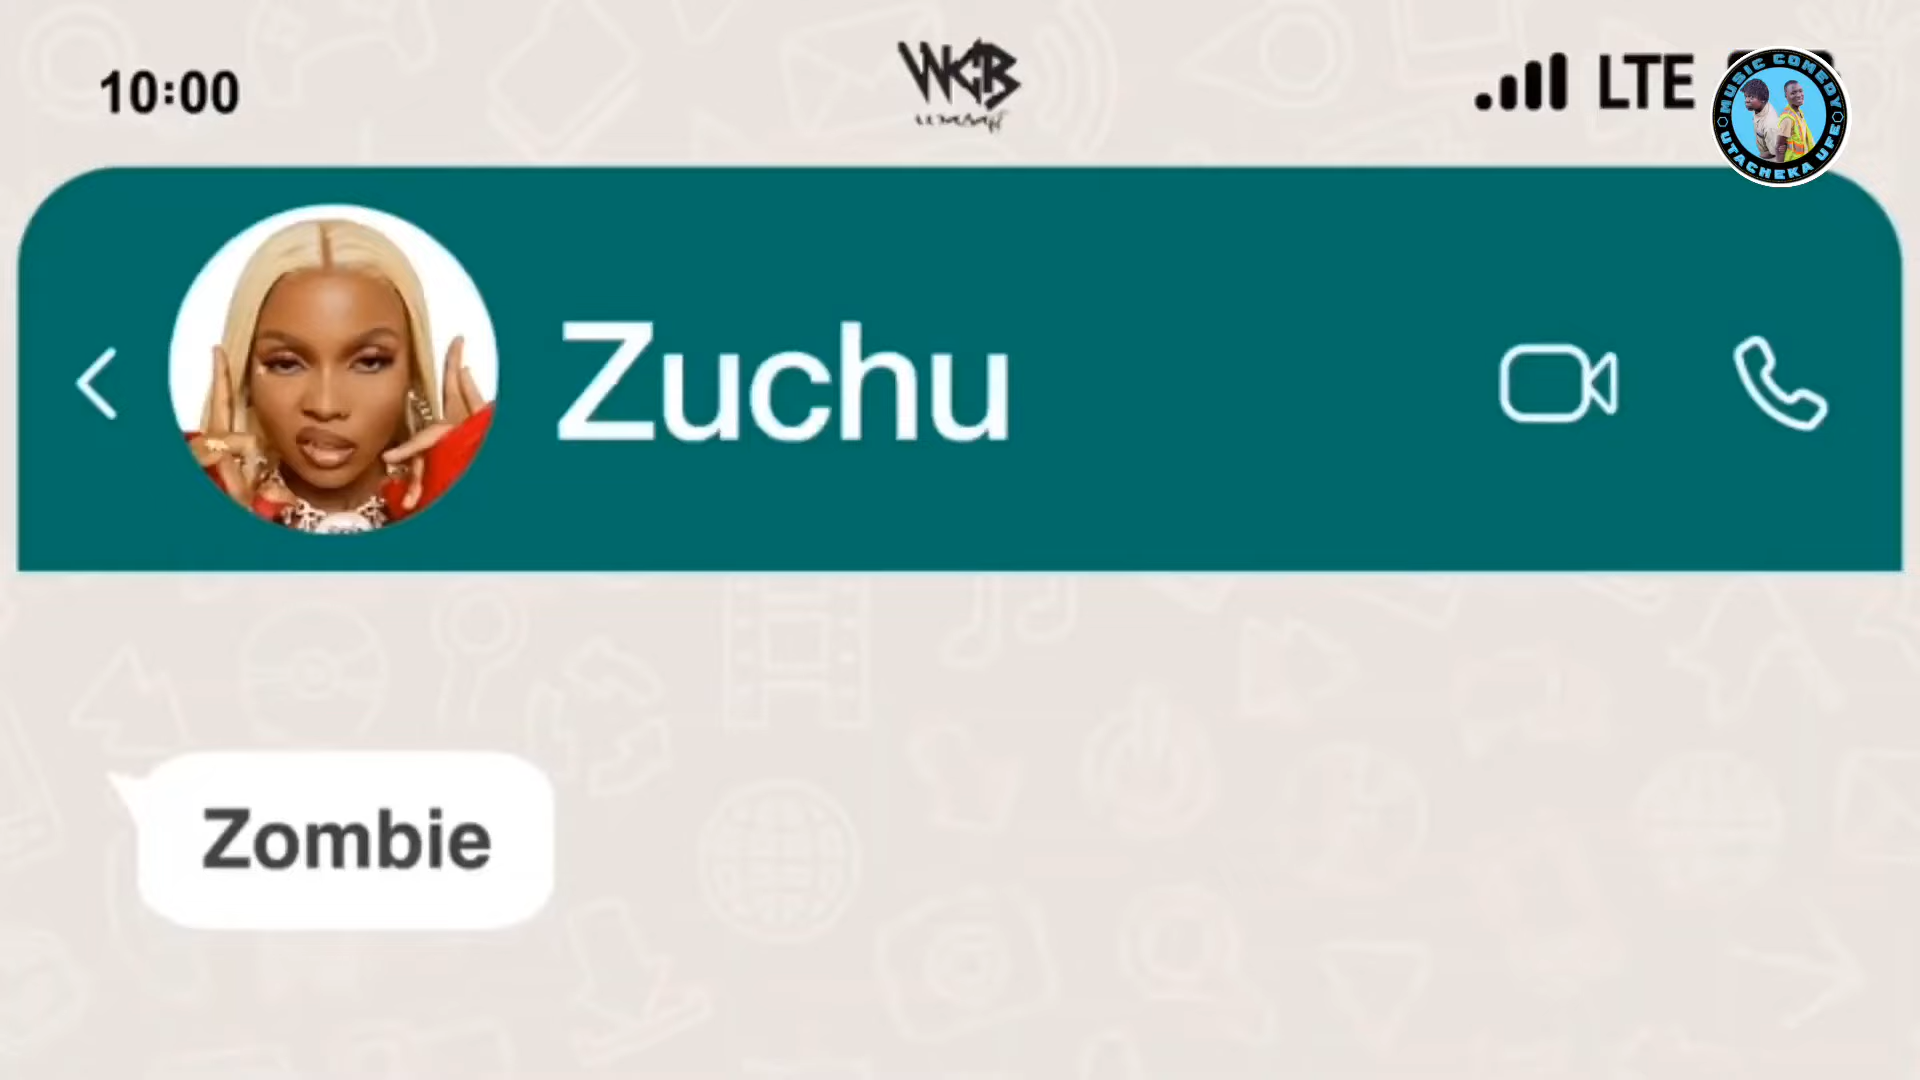 10:00
WCB
LTE
MUSIC COMEDY
UTACHEKA UFE
Zuchu
Zombie